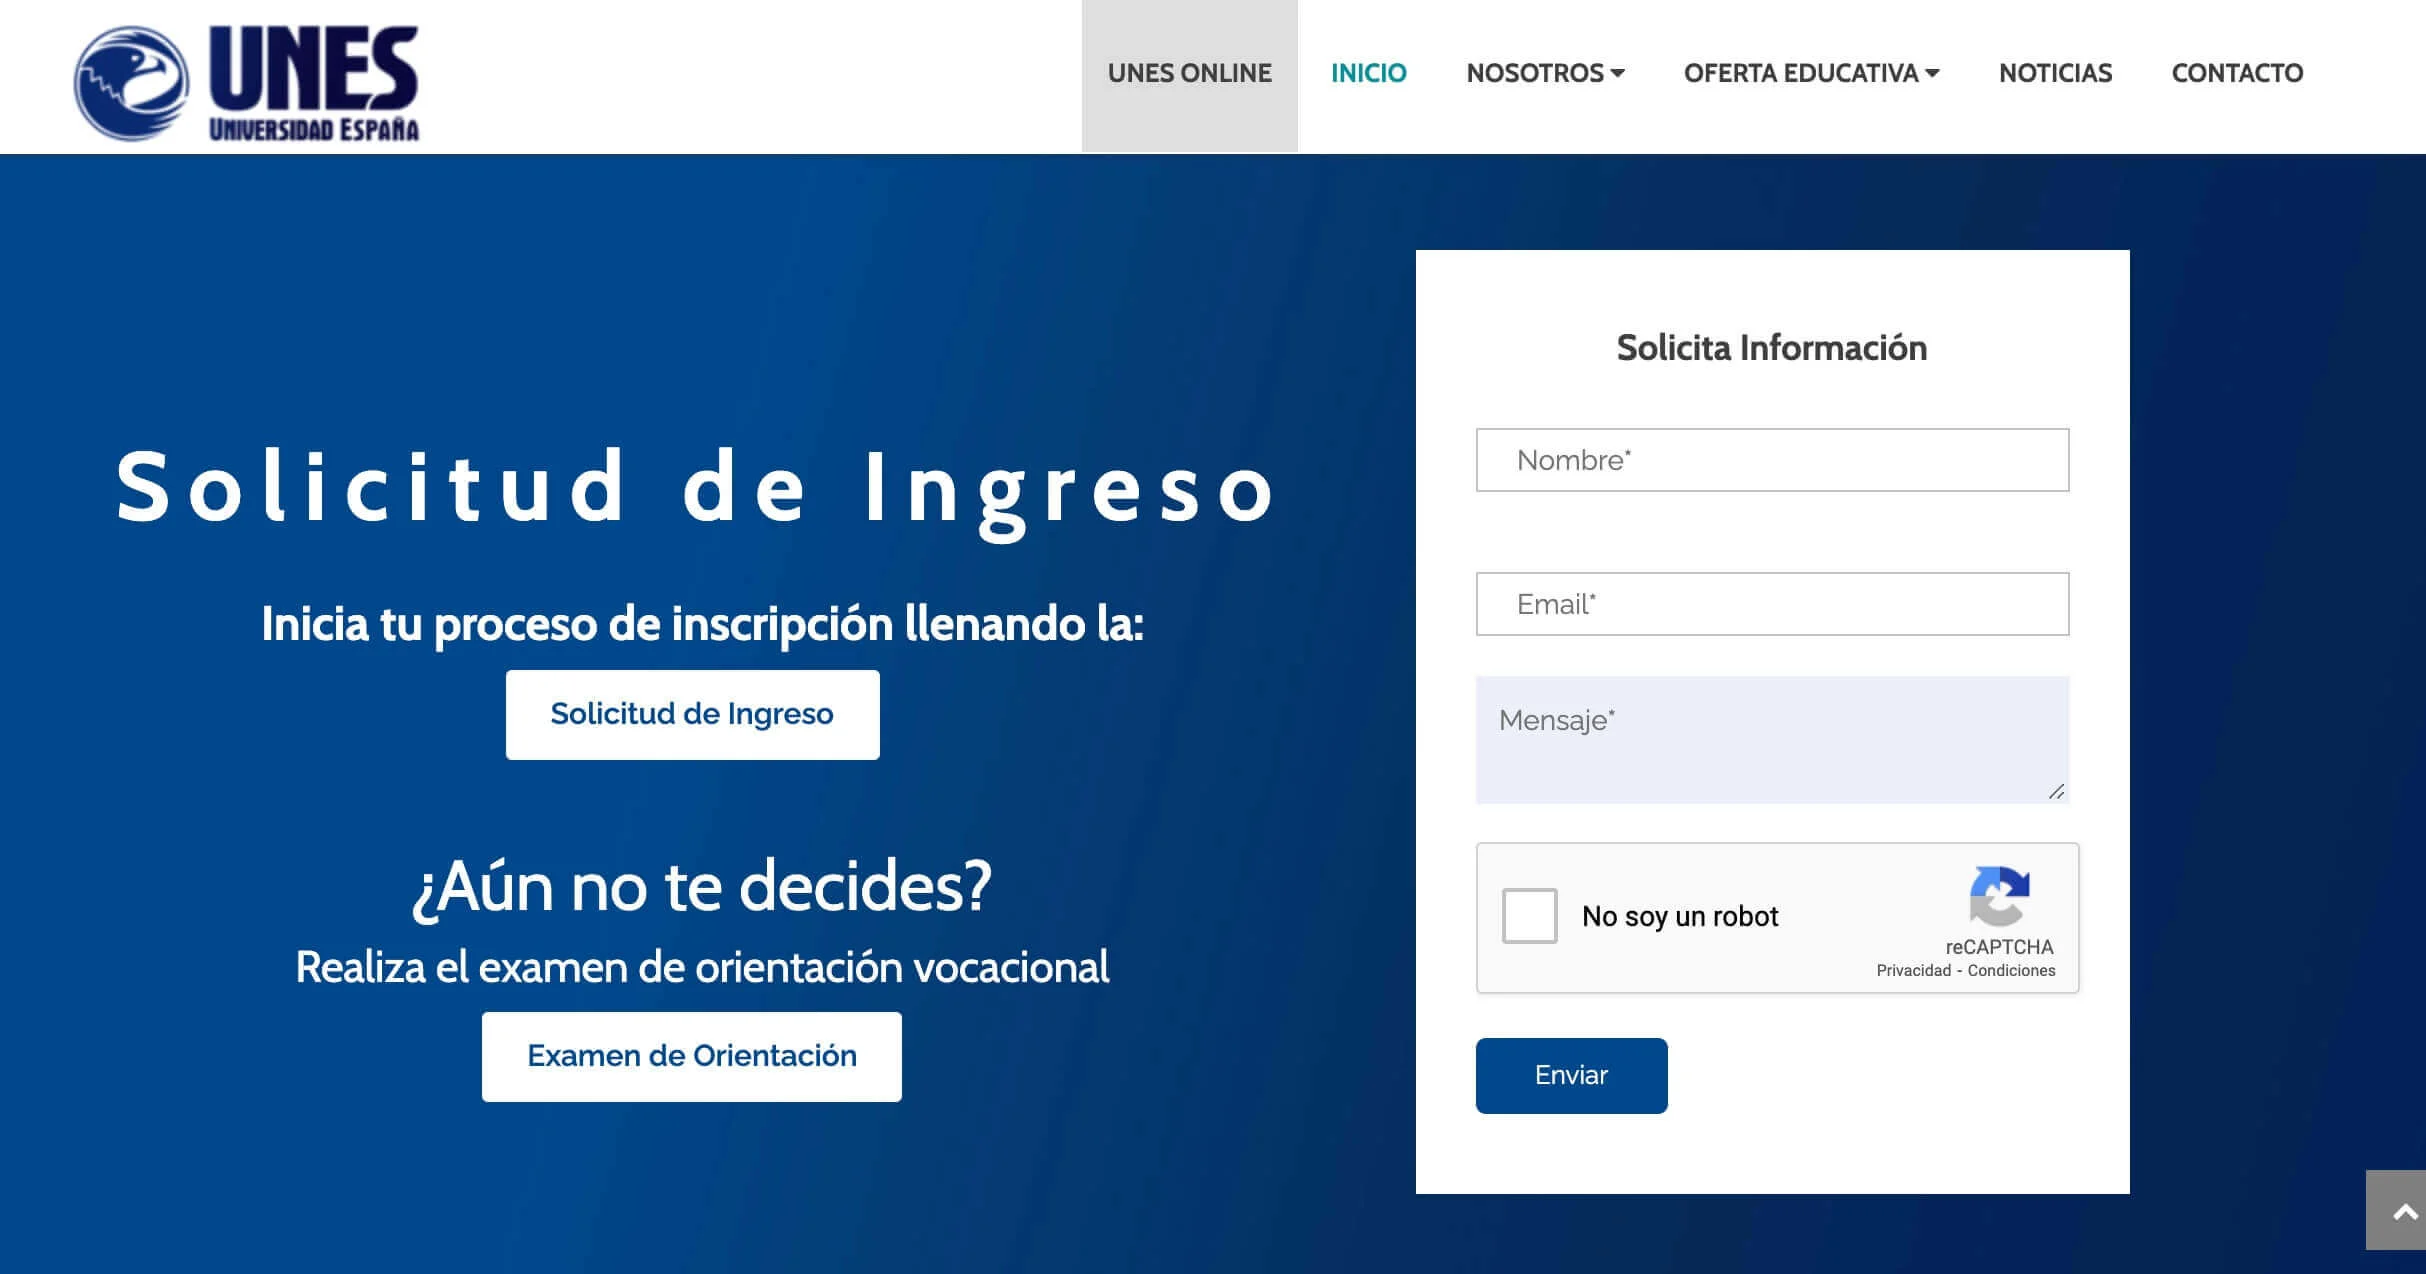 UNES
UNIVERSIDAD ESPAÑA
UNES ONLINE
INICIO
NOSOTROS
OFERTA EDUCATIVA
NOTICIAS
CONTACTO
Solicitud de Ingreso
Inicia tu proceso de inscripción llenando la:
Solicitud de Ingreso
¿Aún no te decides?
Realiza el examen de orientación vocacional
Examen de Orientación
Solicita Información
Nombre*
Email*
Mensaje*
No soy un robot
reCAPTCHA
Privacidad - Condiciones
Enviar